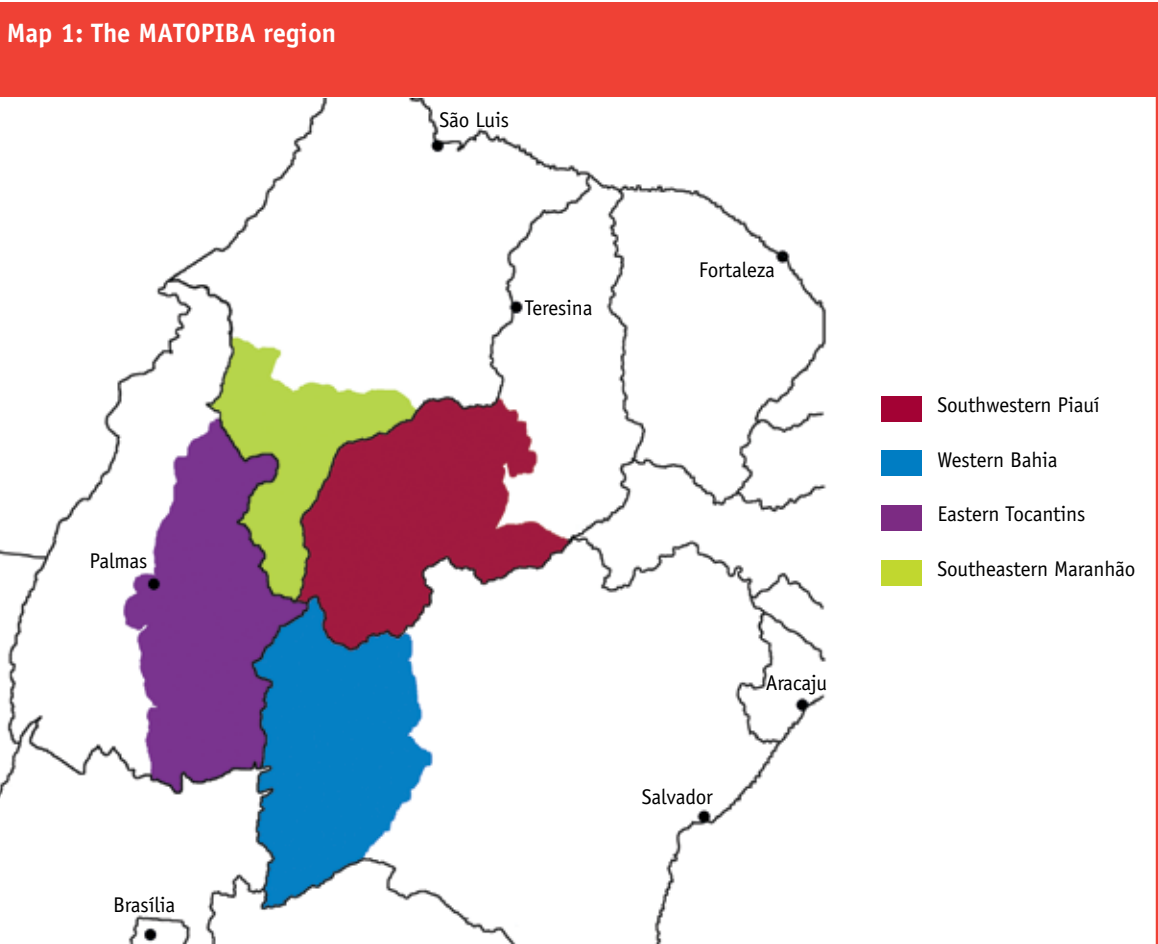 Map 1: The MATOPIBA region
São Luis
Fortaleza
Teresina
Southwestern Piauí
Western Bahia
Eastern Tocantins
Palmas
Southeastern Maranhão
Aracaju
Salvador
Brasília